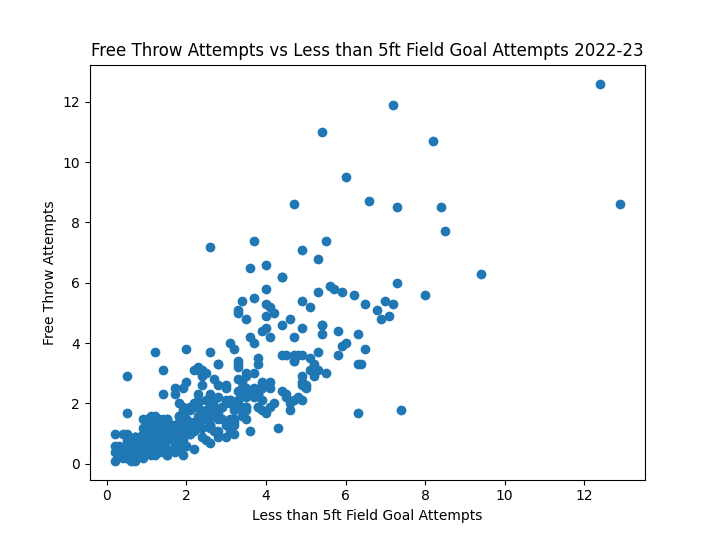 Free Throw Attempts vs Less than 5ft Field Goal Attempts 2022-23
12
10
8
6
4
2
0
Free Throw Attempts
0 2 4 6 8 10 12
Less than 5ft Field Goal Attempts